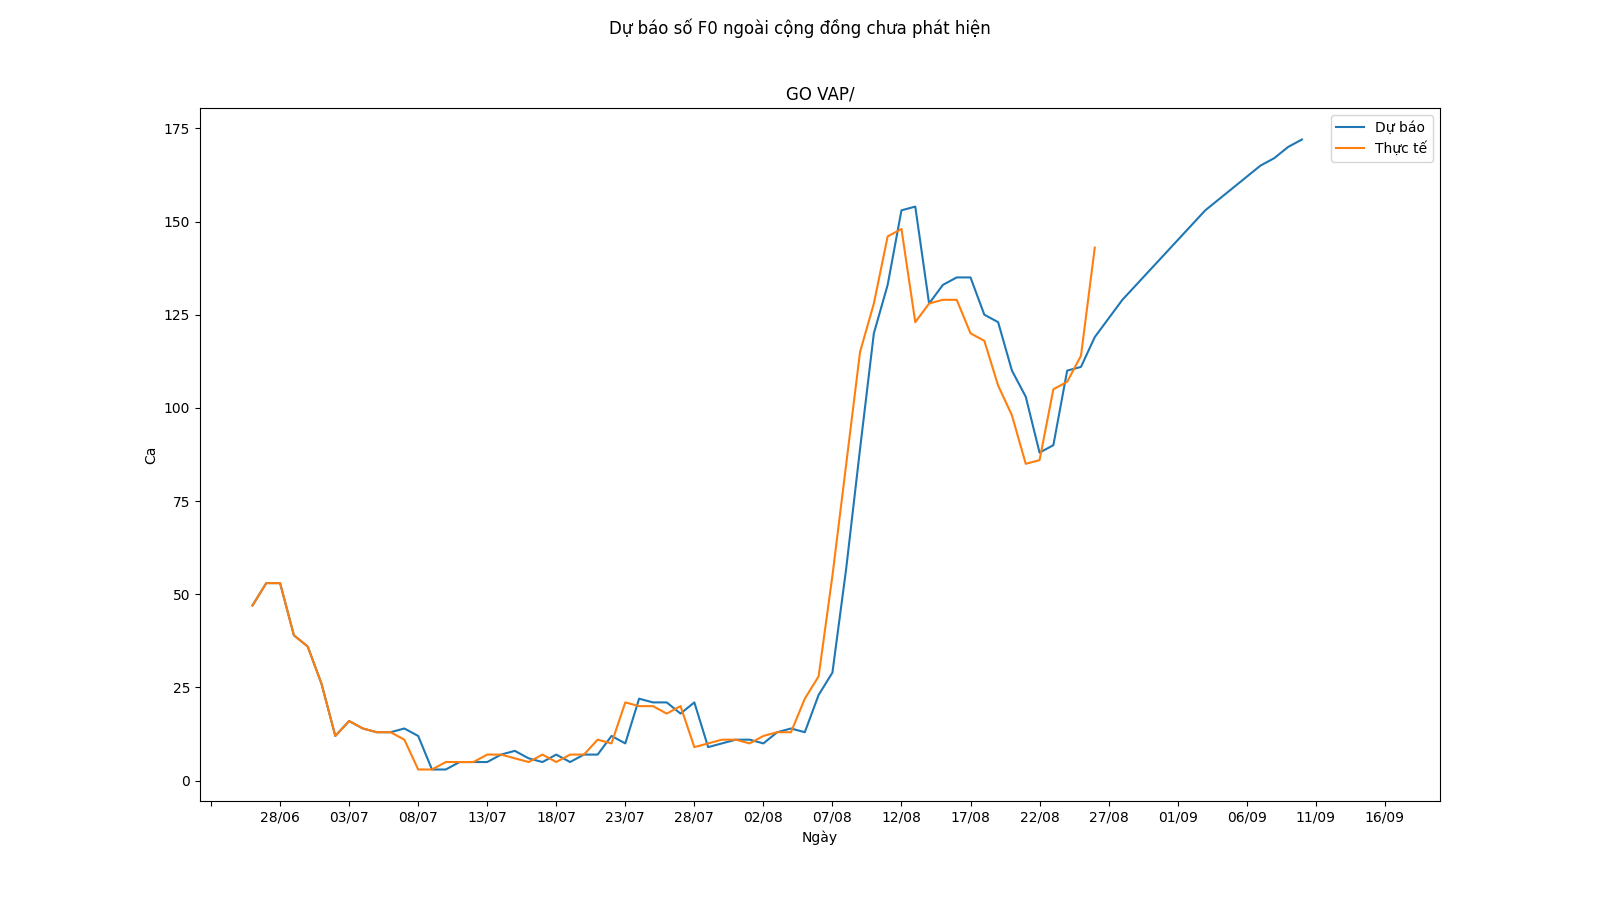 Dự báo số F0 ngoài cộng đồng chưa phát hiện
GO VAP/
Dự báo
Thực tế
175
150
125
100
75
50
25
0
Ca
28/06 03/07 08/07 13/07 18/07 23/07 28/07 02/08 07/08 12/08 17/08 22/08 27/08 01/09 06/09 11/09 16/09
Ngày